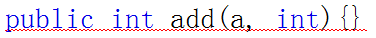 public int add(a, int){}